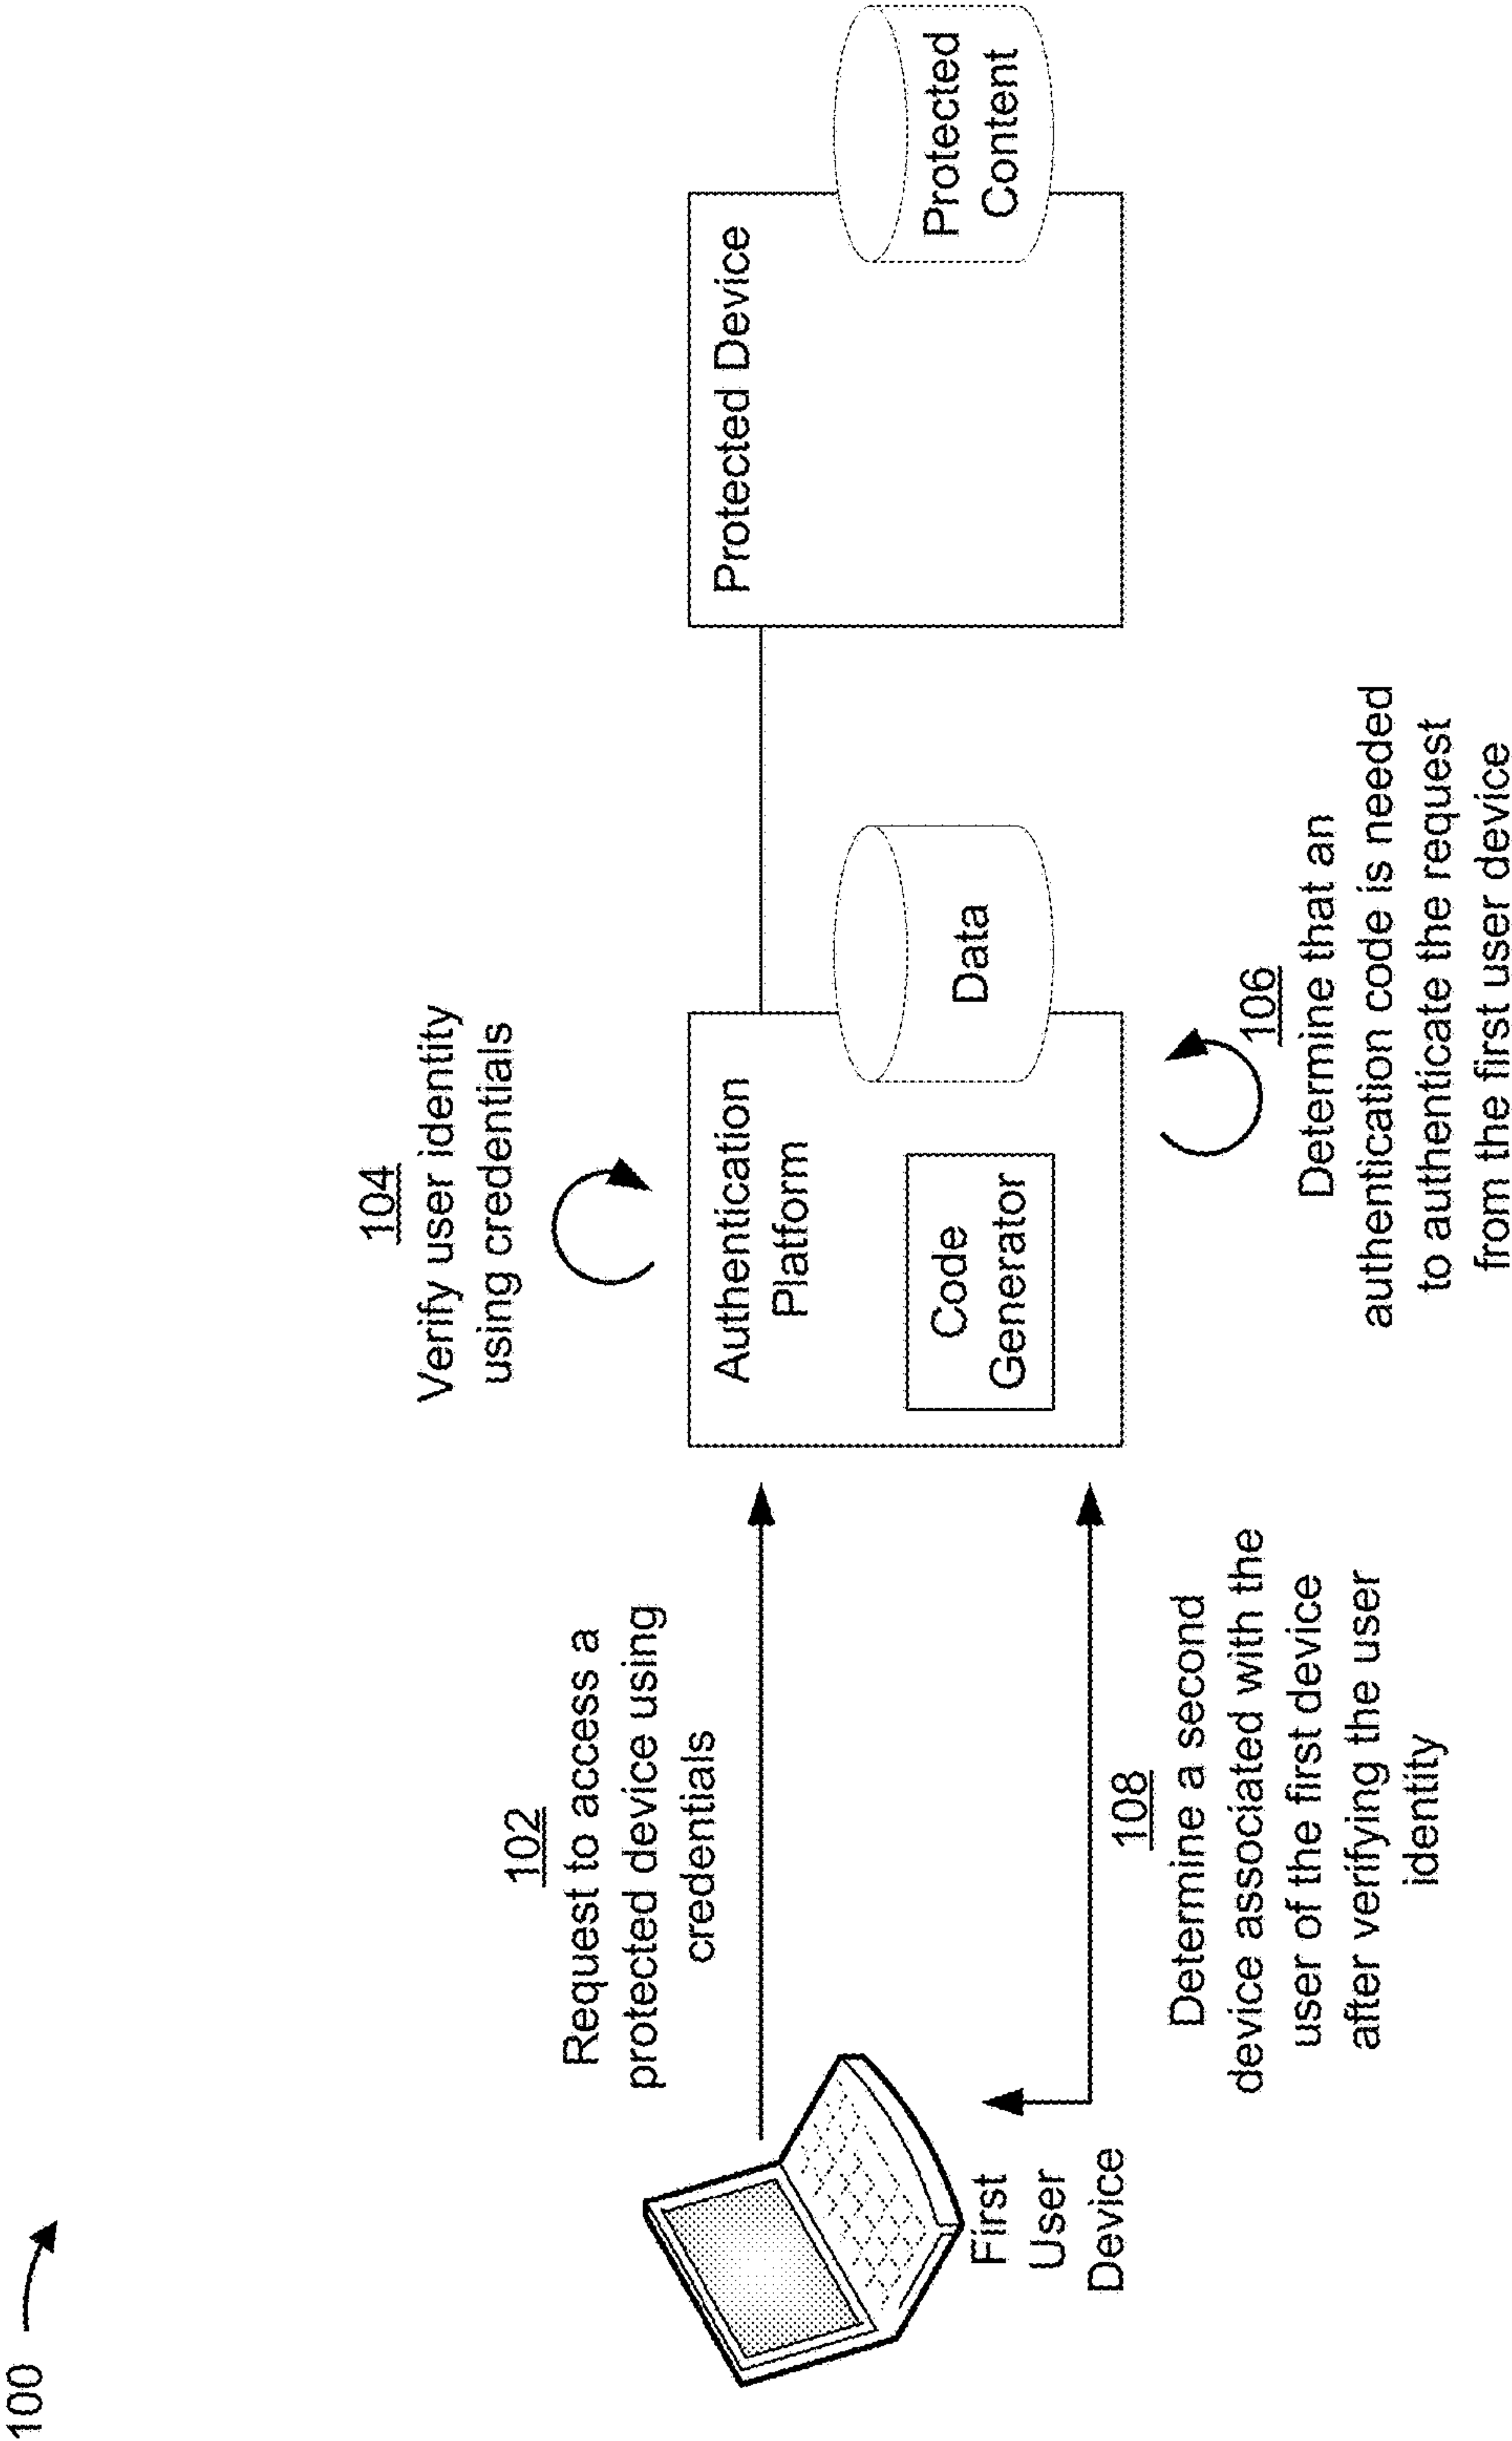 100
102
Request to access a
protected device using
credentials
104
Verify user identity
using credentials
Authentication
Platform
Code
Generator
Data
Protected Device
Protected
Content
First
User
Device
108
Determine a second
device associated with the
user of the first device
after verifying the user
identity
106
Determine that an
authentication code is needed
to authenticate the request
from the first user device